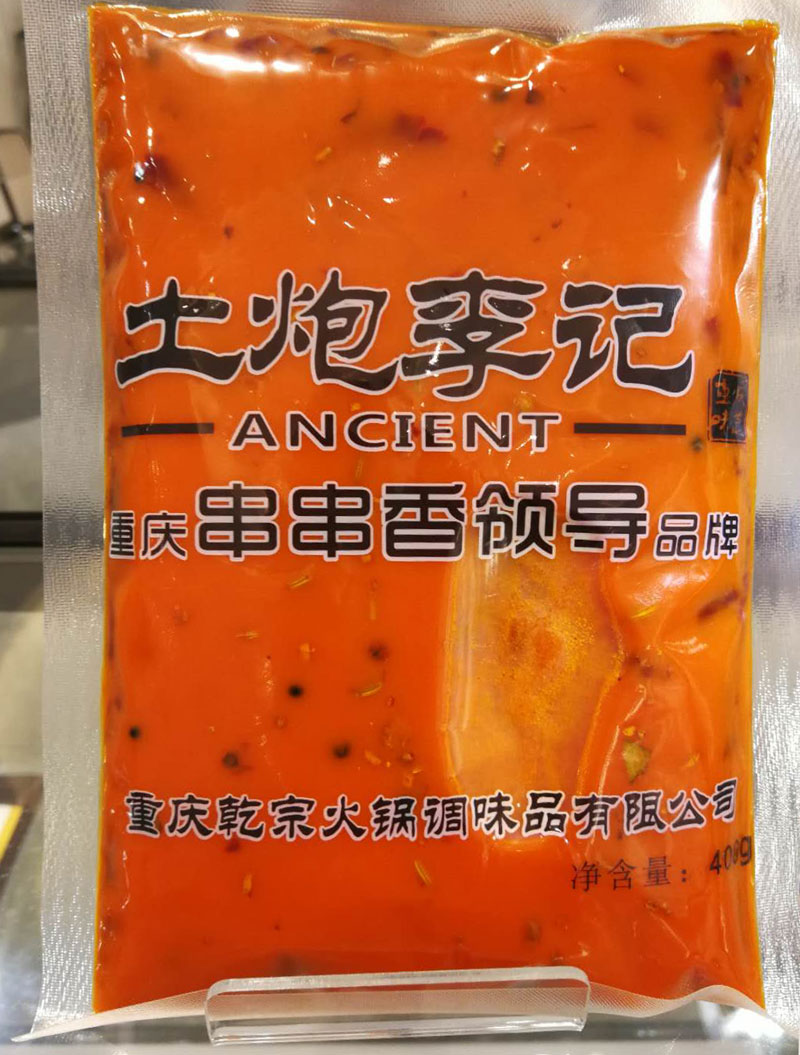 土炮李记
ANCIENT
重庆串串香领导品牌
重庆乾宗火锅调味品有限公司
净含量：400g